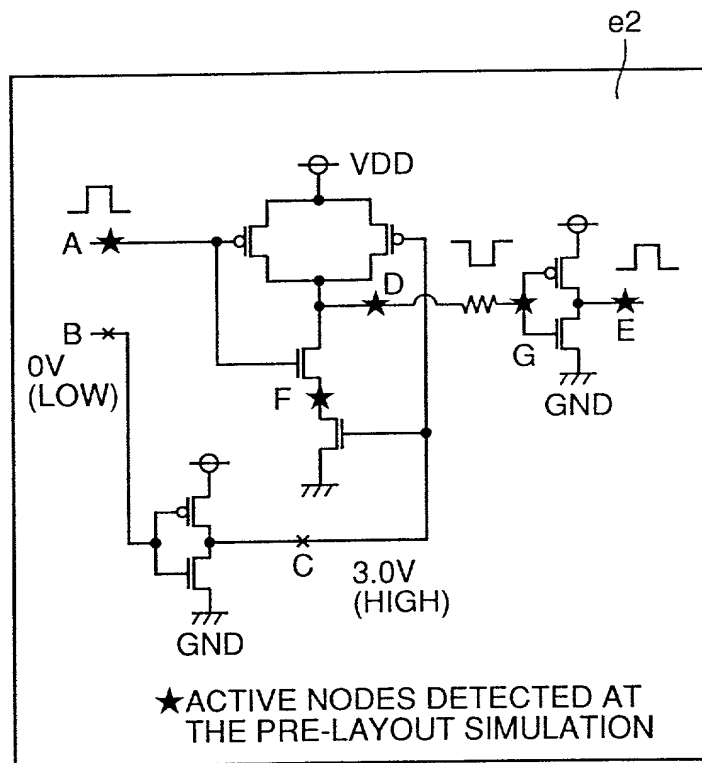 e2
VDD
A
D
B
0V
(LOW)
G
E
F
GND
C
3.0V
(HIGH)
GND
★ACTIVE NODES DETECTED AT
THE PRE-LAYOUT SIMULATION